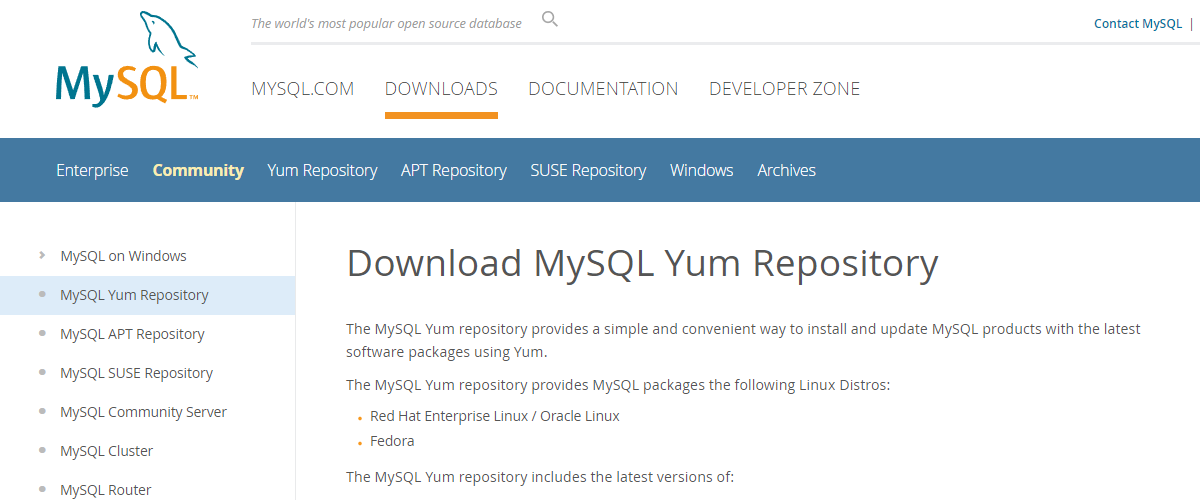 The world's most popular open source database
Contact MySQL |
MySQL™
MYSQL.COM DOWNLOADS DOCUMENTATION DEVELOPER ZONE
Enterprise Community Yum Repository APT Repository SUSE Repository Windows Archives
MySQL on Windows
MySQL Yum Repository
MySQL APT Repository
MySQL SUSE Repository
MySQL Community Server
MySQL Cluster
MySQL Router
Download MySQL Yum Repository
The MySQL Yum repository provides a simple and convenient way to install and update MySQL products with the latest
software packages using Yum.
The MySQL Yum repository provides MySQL packages the following Linux Distros:
Red Hat Enterprise Linux / Oracle Linux
Fedora
The MySQL Yum repository includes the latest versions of: